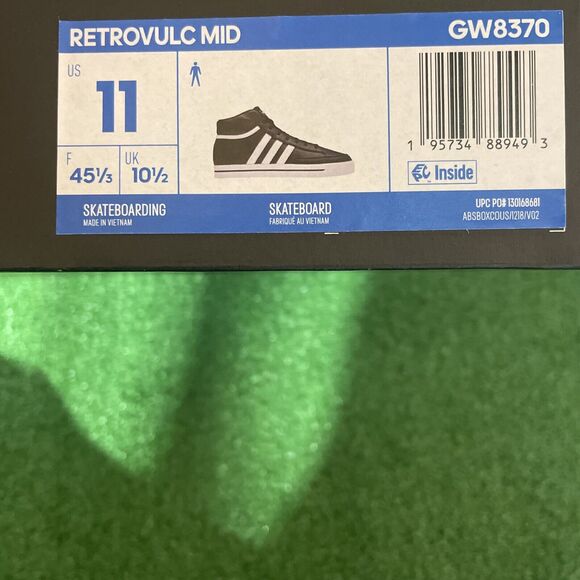 RETROVULC MID GW8370
US
11
F
45⅓
UK
10½
1 95734 88949 3
Inside
SKATEBOARDING
MADE IN VIETNAM
SKATEBOARD
FABRIQUÉ AU VIETNAM
UPC PO# 130168681
ABSBOXCOUS/1218/V02